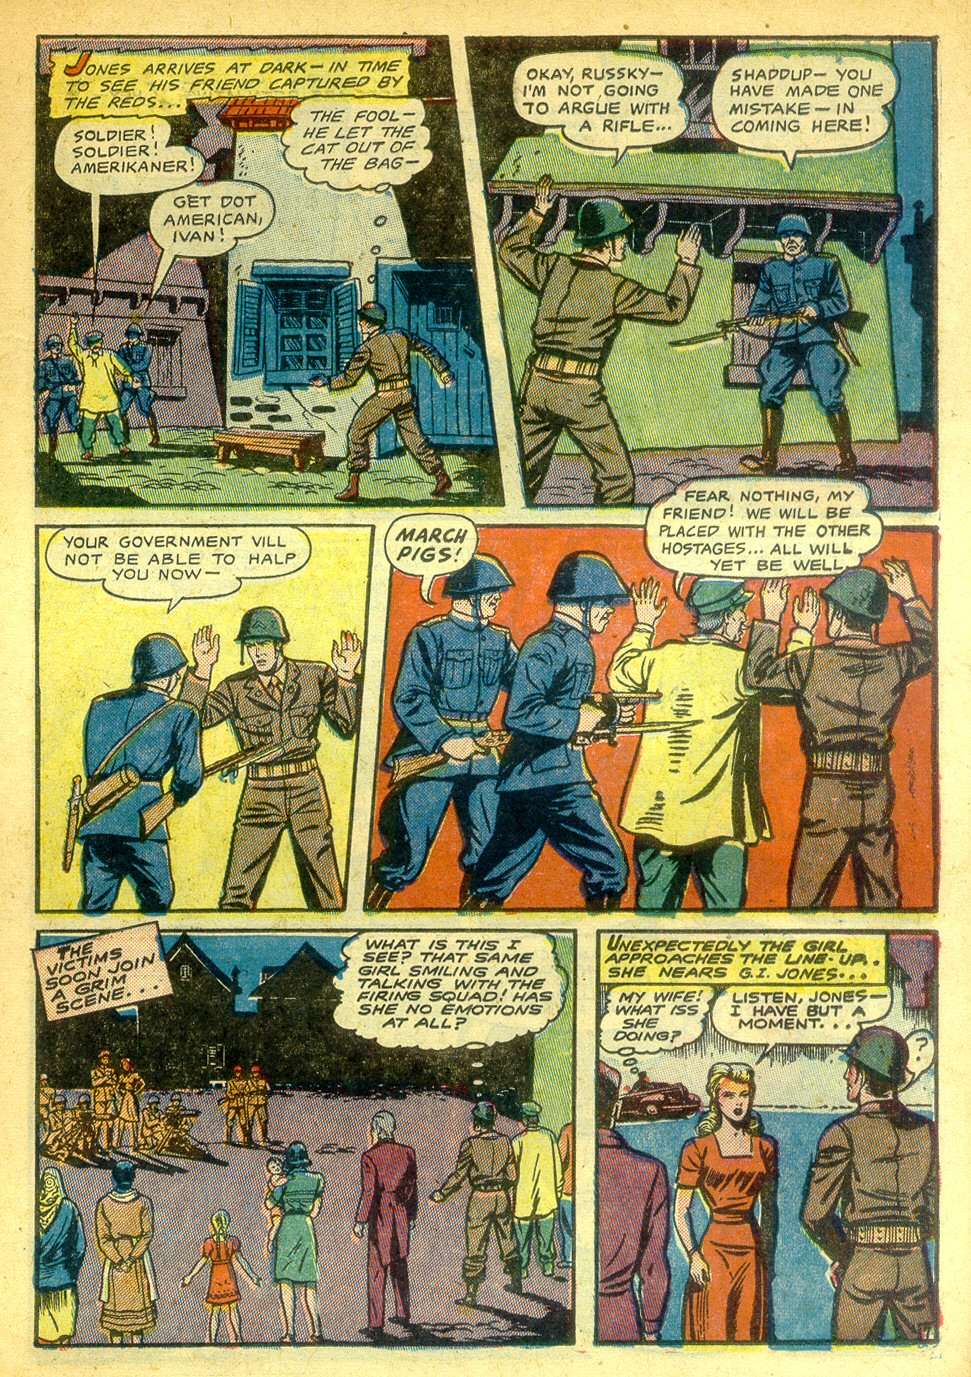 JONES ARRIVES AT DARK—IN TIME
TO SEE HIS FRIEND CAPTURED BY
THE REDS...
SOLDIER!
SOLDIER!
AMERIKANER!
GET DOT
AMERICAN,
IVAN!
THE FOOL—
HE LET THE
CAT OUT OF
THE BAG—
OKAY, RUSSKY—
I'M NOT GOING
TO ARGUE WITH
A RIFLE...
SHADDUP—YOU
HAVE MADE ONE
MISTAKE—IN
COMING HERE!
YOUR GOVERNMENT VILL
NOT BE ABLE TO HALP
YOU NOW—
MARCH
PIGS!
FEAR NOTHING, MY
FRIEND! WE WILL BE
PLACED WITH THE OTHER
HOSTAGES... ALL WILL
YET BE WELL
THE
VICTIMS
SOON JOIN
A GRIM
SCENE...
WHAT IS THIS I
SEE? THAT SAME
GIRL SMILING AND
TALKING WITH THE
FIRING SQUAD! HAS
SHE NO EMOTIONS
AT ALL?
UNEXPECTEDLY THE GIRL
APPROACHES THE LINE-UP.
SHE NEARS G.I. JONES...
MY WIFE!
WHAT ISS
SHE
DOING?
LISTEN, JONES—
I HAVE BUT A
MOMENT...
?